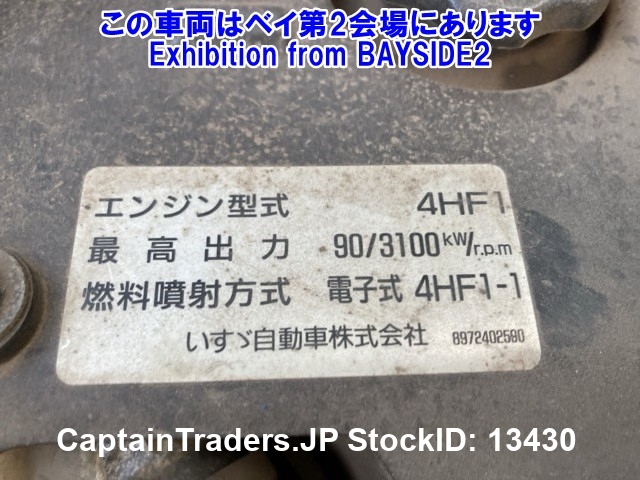 この車両はベイ第2会場にあります
Exhibition from BAYSIDE2
エンジン型式 4HF1
最高出力 90/3100kW/r.p.m
燃料噴射方式 電子式 4HF1-1
いすゞ自動車株式会社 8972402590
CaptainTraders.JP StockID: 13430